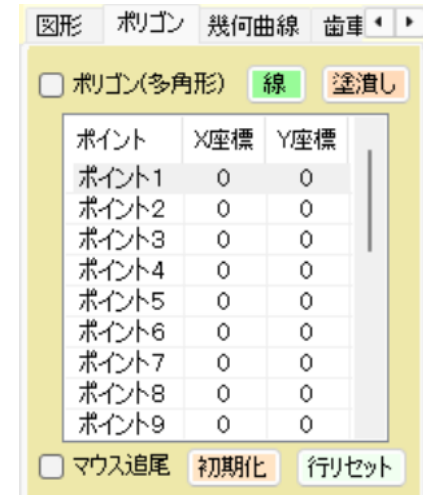 図形 ポリゴン 幾何曲線 歯車
ポリゴン(多角形) 線 塗潰し
ポイント X座標 Y座標
ポイント1 0 0
ポイント2 0 0
ポイント3 0 0
ポイント4 0 0
ポイント5 0 0
ポイント6 0 0
ポイント7 0 0
ポイント8 0 0
ポイント9 0 0
マウス追尾 初期化 行リセット